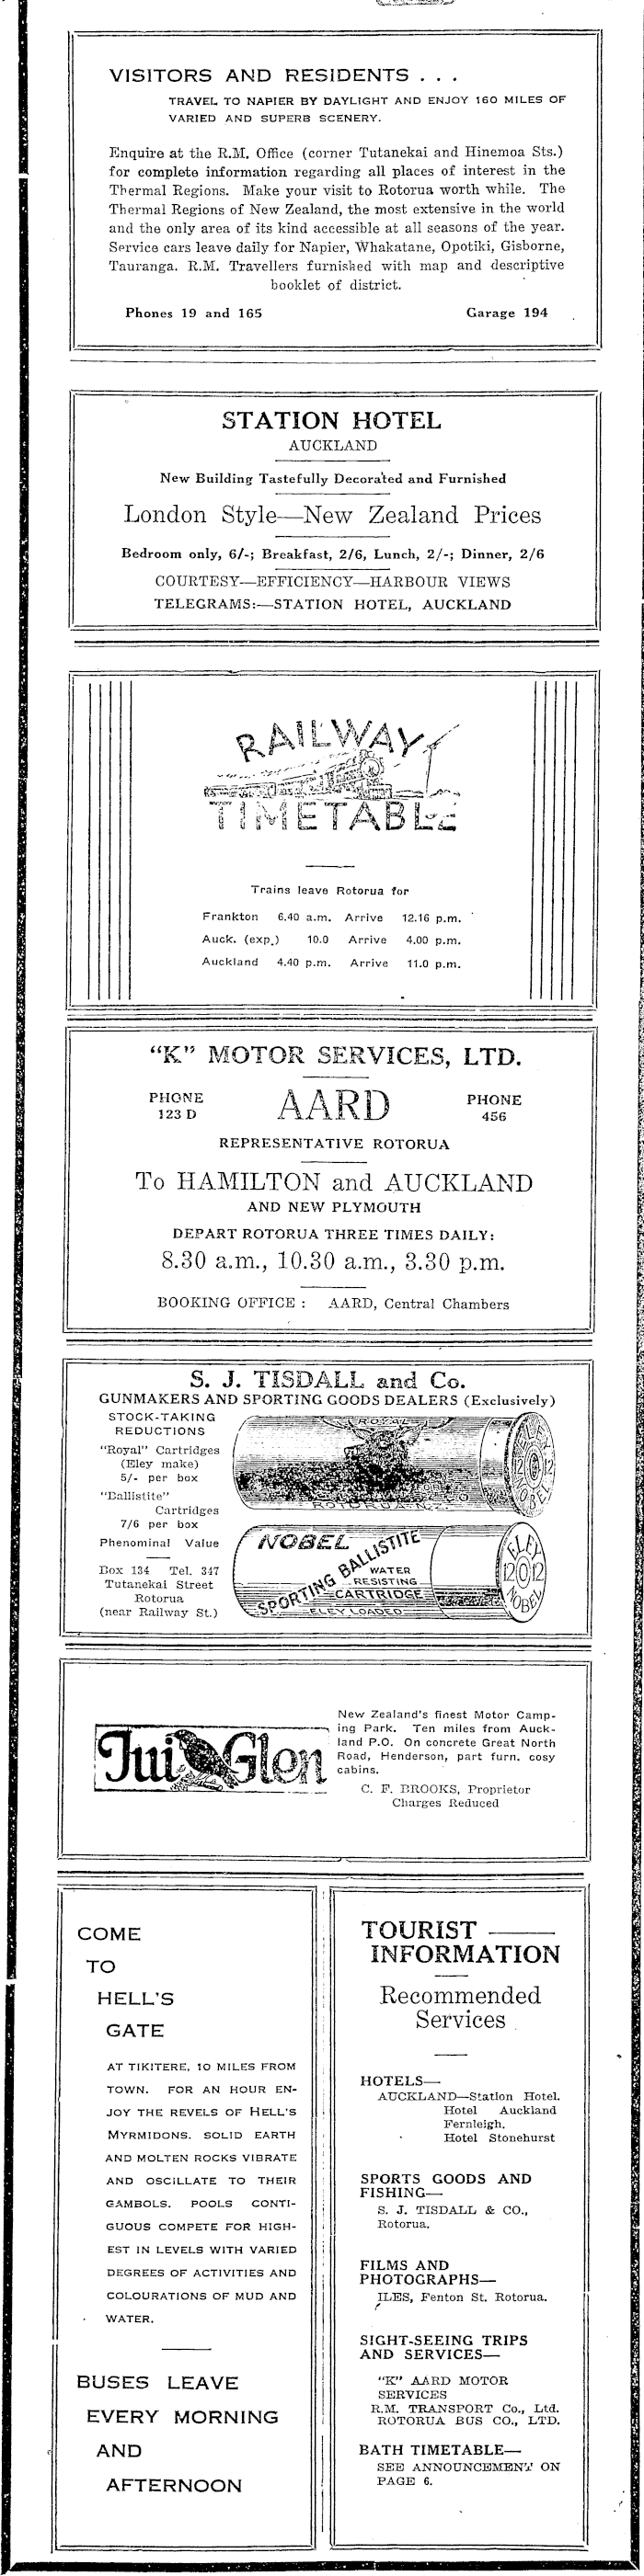 VISITORS AND RESIDENTS . . .
TRAVEL TO NAPIER BY DAYLIGHT AND ENJOY 160 MILES OF
VARIED AND SUPERB SCENERY.
Enquire at the R.M. Office (corner Tutanekai and Hinemoa Sts.)
for complete information regarding all places of interest in the
Thermal Regions. Make your visit to Rotorua worth while. The
Thermal Regions of New Zealand, the most extensive in the world
and the only area of its kind accessible at all seasons of the year.
Service cars leave daily for Napier, Whakatane, Opotiki, Gisborne,
Tauranga. R.M. Travellers furnished with map and descriptive
booklet of district.
Phones 19 and 165 Garage 194
STATION HOTEL
AUCKLAND
New Building Tastefully Decorated and Furnished
London Style—New Zealand Prices
Bedroom only, 6/-; Breakfast, 2/6, Lunch, 2/-; Dinner, 2/6
COURTESY—EFFICIENCY—HARBOUR VIEWS
TELEGRAMS:—STATION HOTEL, AUCKLAND
RAILWAY
TIMETABLE
Trains leave Rotorua for
Frankton 6.40 a.m. Arrive 12.16 p.m.
Auck. (exp.) 10.0 Arrive 4.00 p.m.
Auckland 4.40 p.m. Arrive 11.0 p.m.
"K" MOTOR SERVICES, LTD.
PHONE
123 D
AARD
PHONE
456
REPRESENTATIVE ROTORUA
To HAMILTON and AUCKLAND
AND NEW PLYMOUTH
DEPART ROTORUA THREE TIMES DAILY:
8.30 a.m., 10.30 a.m., 3.30 p.m.
BOOKING OFFICE : AARD, Central Chambers
S. J. TISDALL and Co.
GUNMAKERS AND SPORTING GOODS DEALERS (Exclusively)
STOCK-TAKING
REDUCTIONS
"Royal" Cartridges
(Eley make)
5/- per box
"Ballistite"
Cartridges
7/6 per box
Phenominal Value
Box 134 Tel. 347
Tutanekai Street
Rotorua
(near Railway St.)
ROYAL
ROTORUA-N.Z.
ELEY
12 12
NOBEL
NOBEL
SPORTING BALLISTITE
WATER
RESISTING
CARTRIDGE
ELEY LOADED
ELEY
12 12
NOBEL
Tui Glen
New Zealand's finest Motor Camp-
ing Park. Ten miles from Auck-
land P.O. On concrete Great North
Road, Henderson, part furn. cosy
cabins.
C. F. BROOKS, Proprietor
Charges Reduced
COME
TO
HELL'S
GATE
AT TIKITERE, 10 MILES FROM
TOWN. FOR AN HOUR EN-
JOY THE REVELS OF HELL'S
MYRMIDONS. SOLID EARTH
AND MOLTEN ROCKS VIBRATE
AND OSCILLATE TO THEIR
GAMBOLS. POOLS CONTI-
GUOUS COMPETE FOR HIGH-
EST IN LEVELS WITH VARIED
DEGREES OF ACTIVITIES AND
COLOURATIONS OF MUD AND
WATER.
BUSES LEAVE
EVERY MORNING
AND
AFTERNOON
TOURIST
INFORMATION
Recommended
Services
HOTELS—
AUCKLAND—Station Hotel.
Hotel Auckland
Fernleigh.
Hotel Stonehurst
SPORTS GOODS AND
FISHING—
S. J. TISDALL & CO.,
Rotorua.
FILMS AND
PHOTOGRAPHS—
ILES, Fenton St. Rotorua.
SIGHT-SEEING TRIPS
AND SERVICES—
"K" AARD MOTOR
SERVICES
R.M. TRANSPORT Co., Ltd.
ROTORUA BUS CO., LTD.
BATH TIMETABLE—
SEE ANNOUNCEMENT ON
PAGE 6.